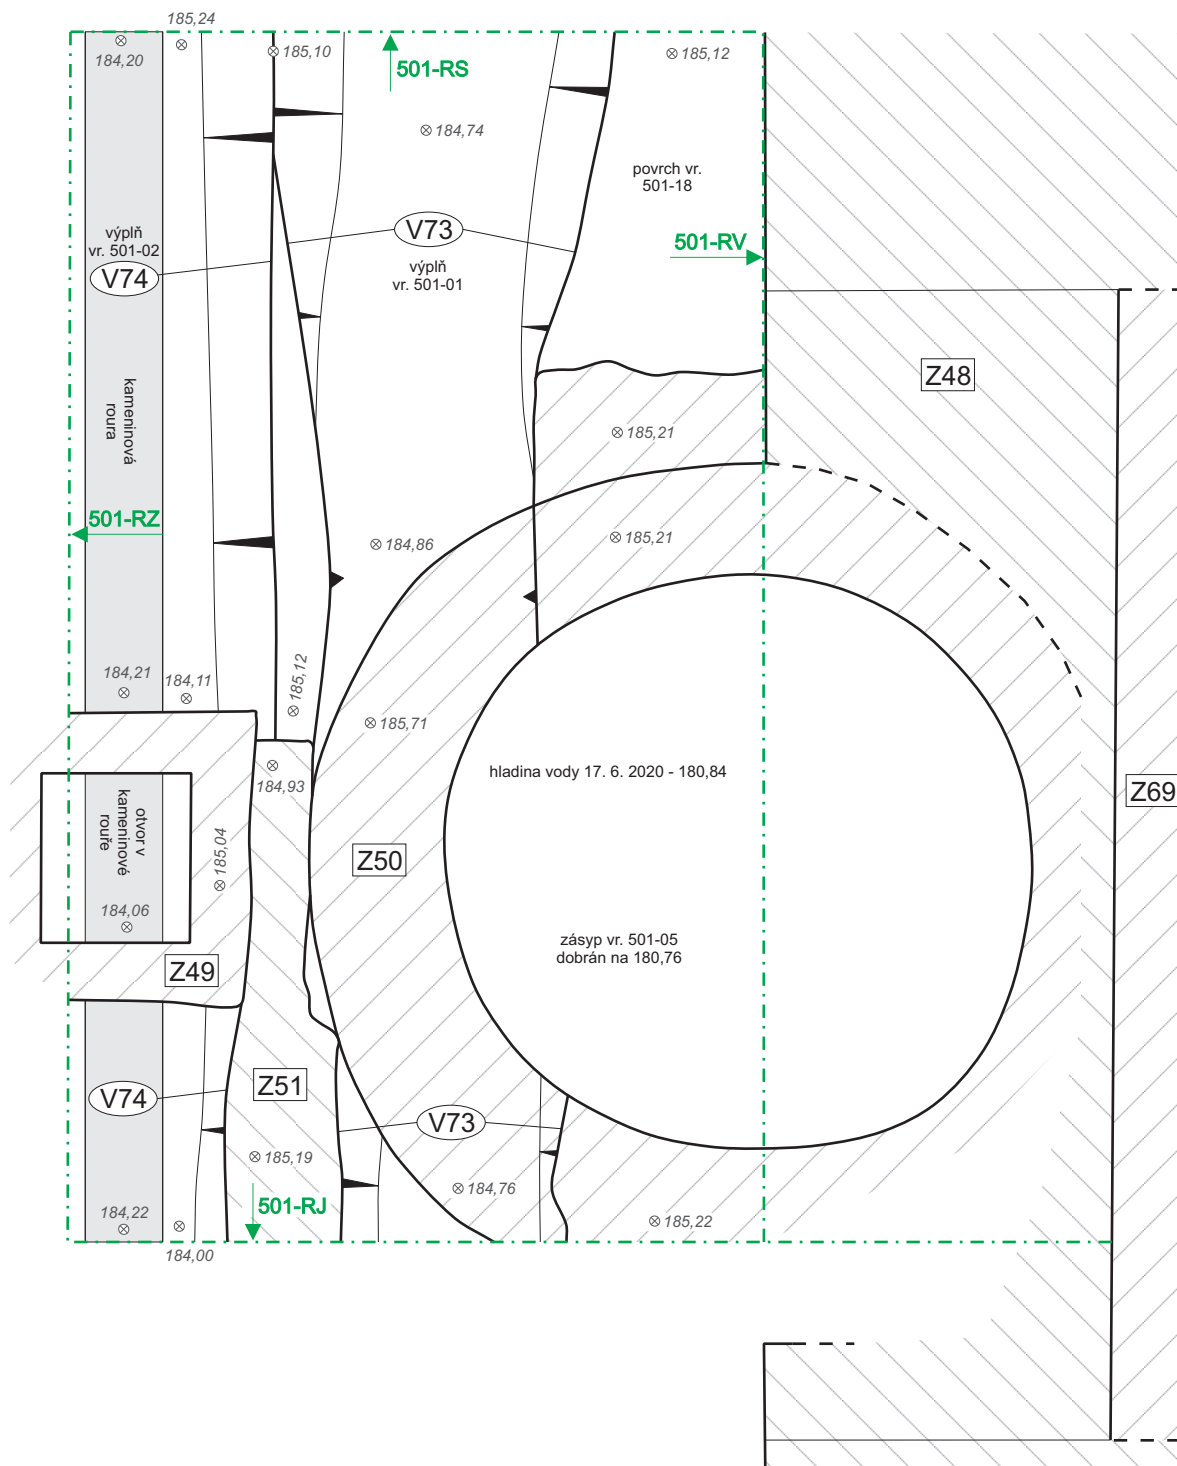 185,24
184,20
185,10
501-RS
185,12
184,74
povrch vr.
501-18
výplň
vr. 501-02
V74
V73
výplň
vr. 501-01
501-RV
Z48
kameninová
roura
185,21
501-RZ
184,86
185,21
184,21
184,11
185,12
185,71
184,93
hladina vody 17. 6. 2020 - 180,84
Z69
otvor v
kameninové
rouře
185,04
Z50
184,06
zásyp vr. 501-05
dobrán na 180,76
Z49
Z51
V74
V73
185,19
184,76
501-RJ
184,22
185,22
184,00